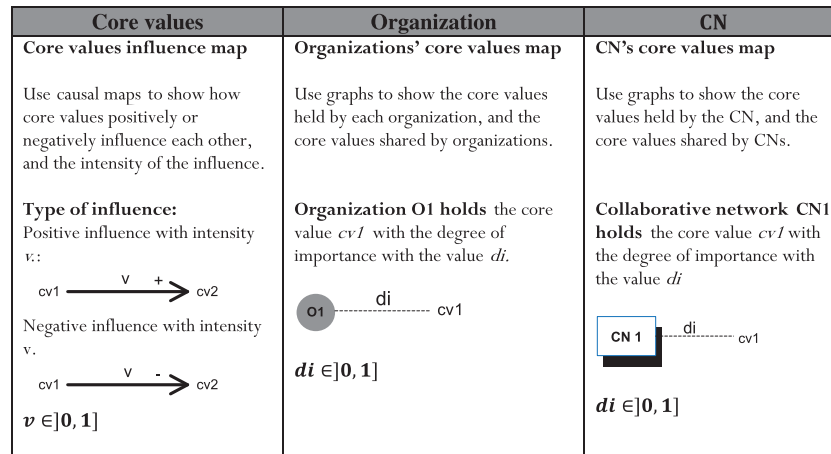 Core values
Core values influence map
Use causal maps to show how
core values positively or
negatively influence each other,
and the intensity of the influence.
Type of influence:
Positive influence with intensity
v.:
cv1 v + cv2
Negative influence with intensity
v.
cv1 v - cv2
v ∈]0, 1]
Organization
Organizations' core values map
Use graphs to show the core values
held by each organization, and the
core values shared by organizations.
Organization O1 holds the core
value cv1 with the degree of
importance with the value di.
O1 di cv1
di ∈]0, 1]
CN
CN's core values map
Use graphs to show the core
values held by the CN, and the
core values shared by CNs.
Collaborative network CN1
holds the core value cv1 with
the degree of importance with
the value di
CN 1 di cv1
di ∈]0, 1]